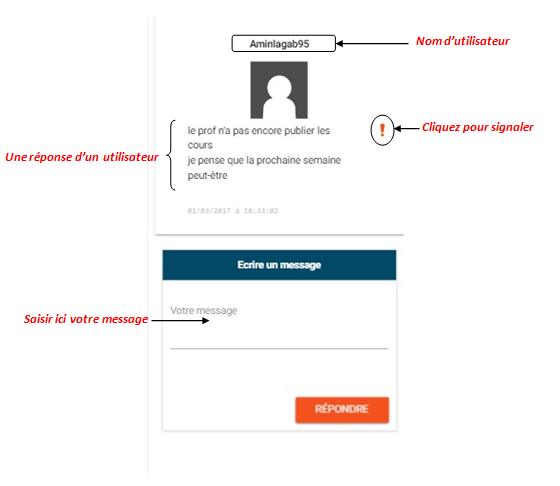 Aminlagab95
Nom d'utilisateur
le prof n'a pas encore publier les
cours
je pense que la prochaine semaine
peut-être
Cliquez pour signaler
Une réponse d'un utilisateur
01/03/2017 à 18:33:02
Ecrire un message
Votre message
Saisir ici votre message
RÉPONDRE